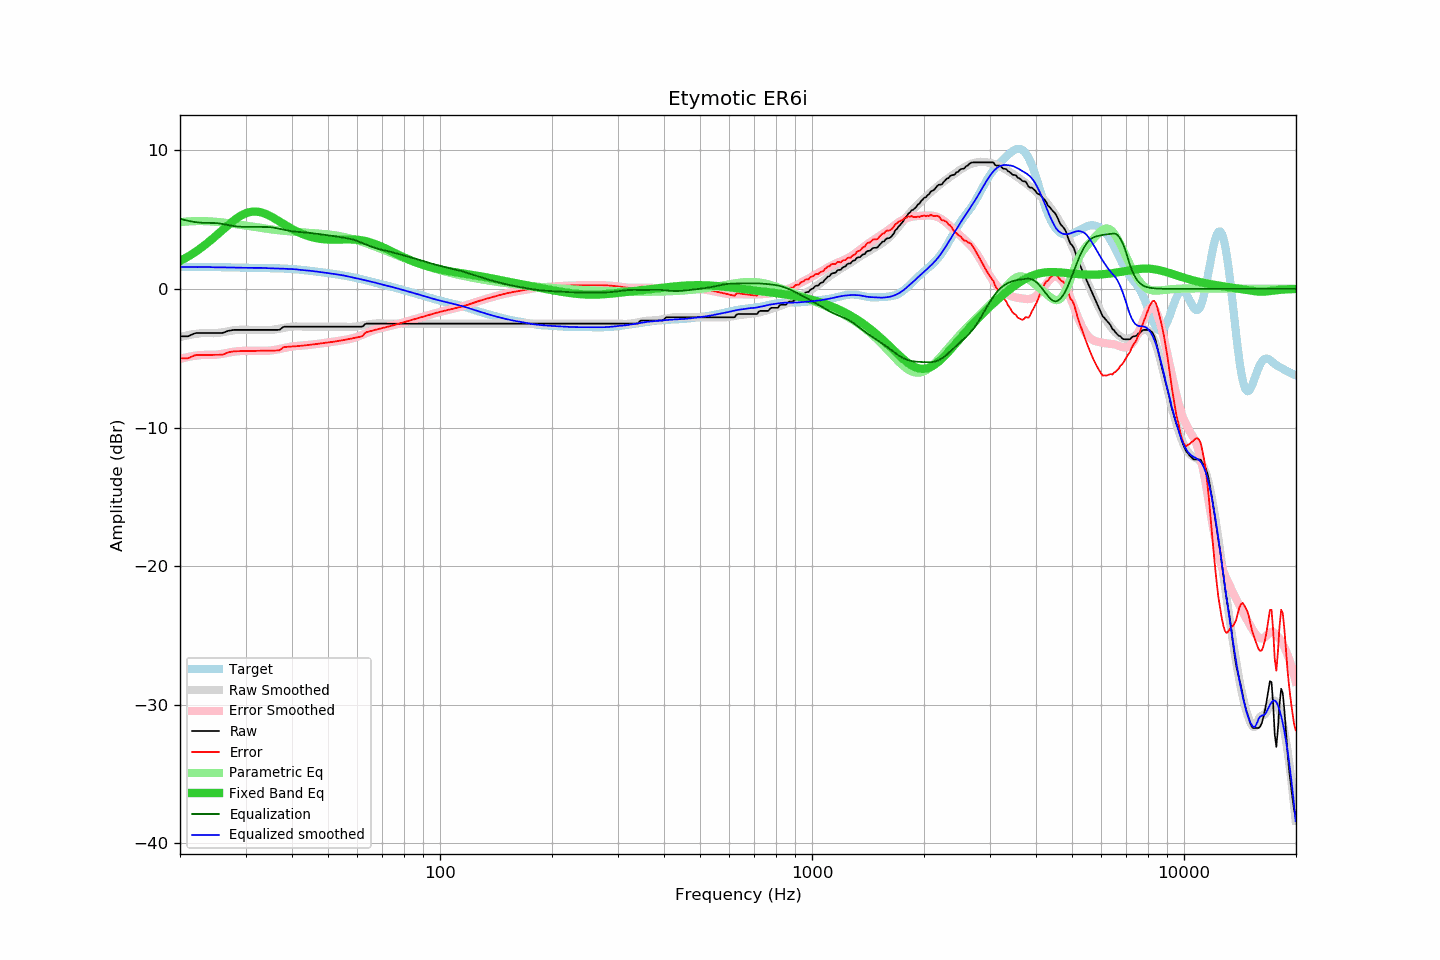 Etymotic ER6i
10
0
−10
−20
−30
−40
Amplitude (dBr)
Target
Raw Smoothed
Error Smoothed
Raw
Error
Parametric Eq
Fixed Band Eq
Equalization
Equalized smoothed
100
1000
10000
Frequency (Hz)